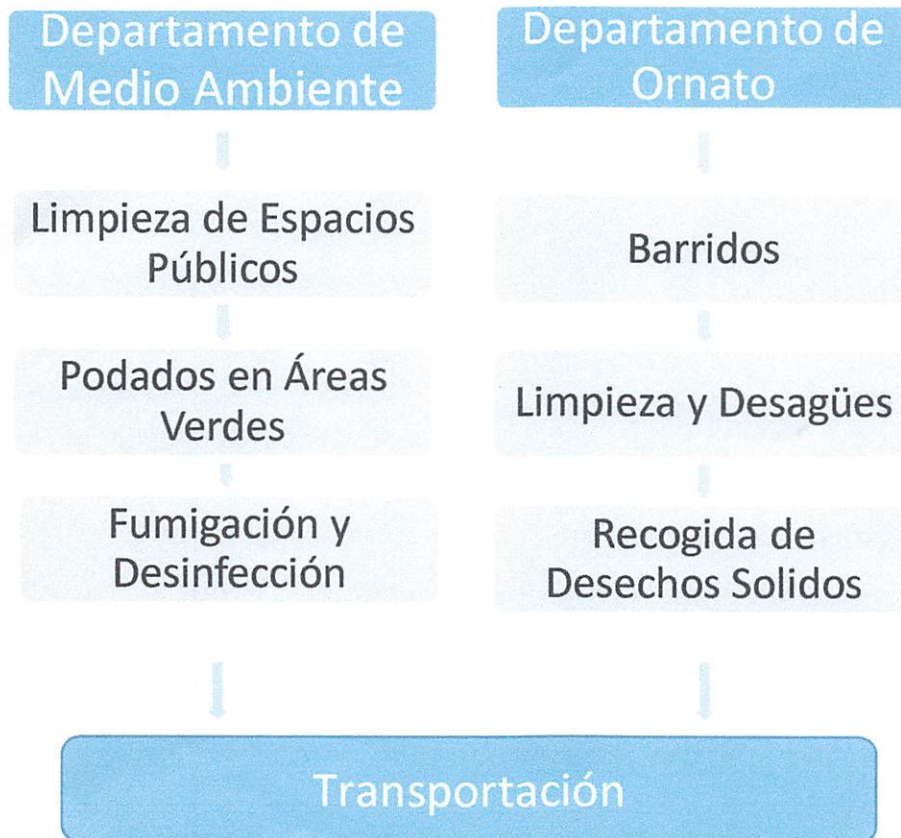 Departamento de
Medio Ambiente
Limpieza de Espacios
Públicos
Podados en Áreas
Verdes
Fumigación y
Desinfección
Departamento de
Ornato
Barridos
Limpieza y Desagües
Recogida de
Desechos Solidos
Transportación